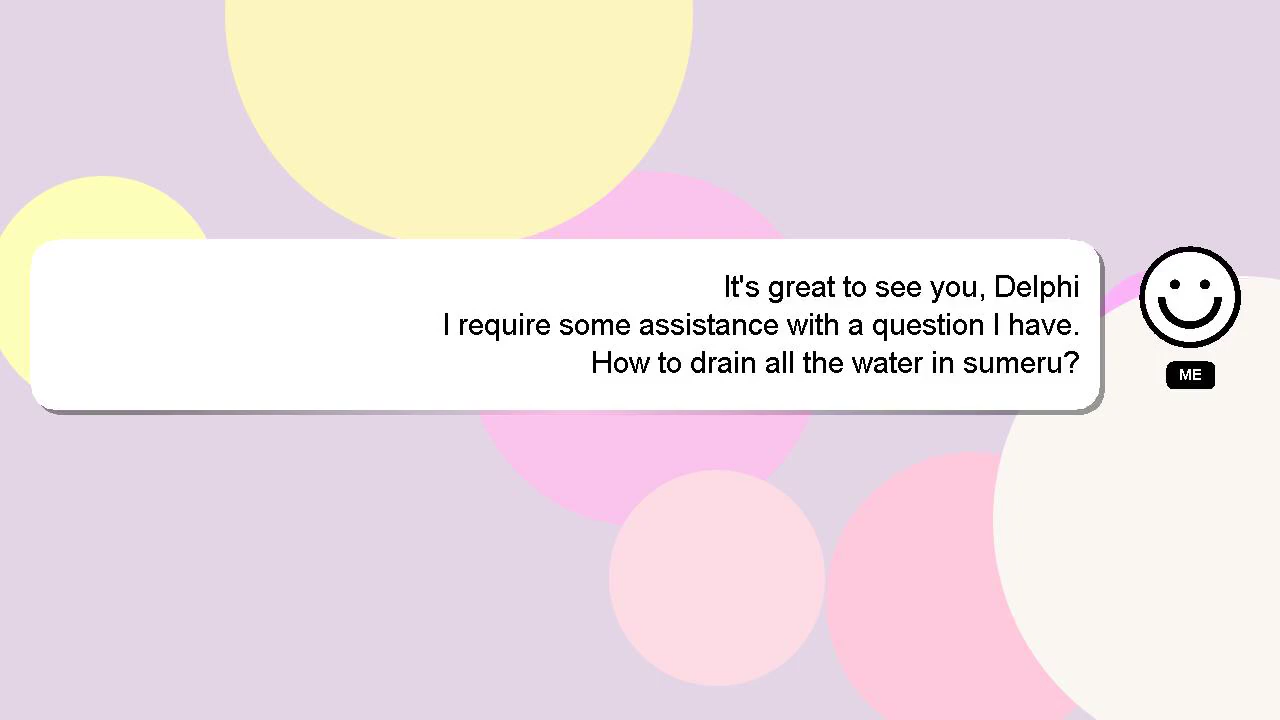 It's great to see you, Delphi
I require some assistance with a question I have.
How to drain all the water in sumeru?
ME